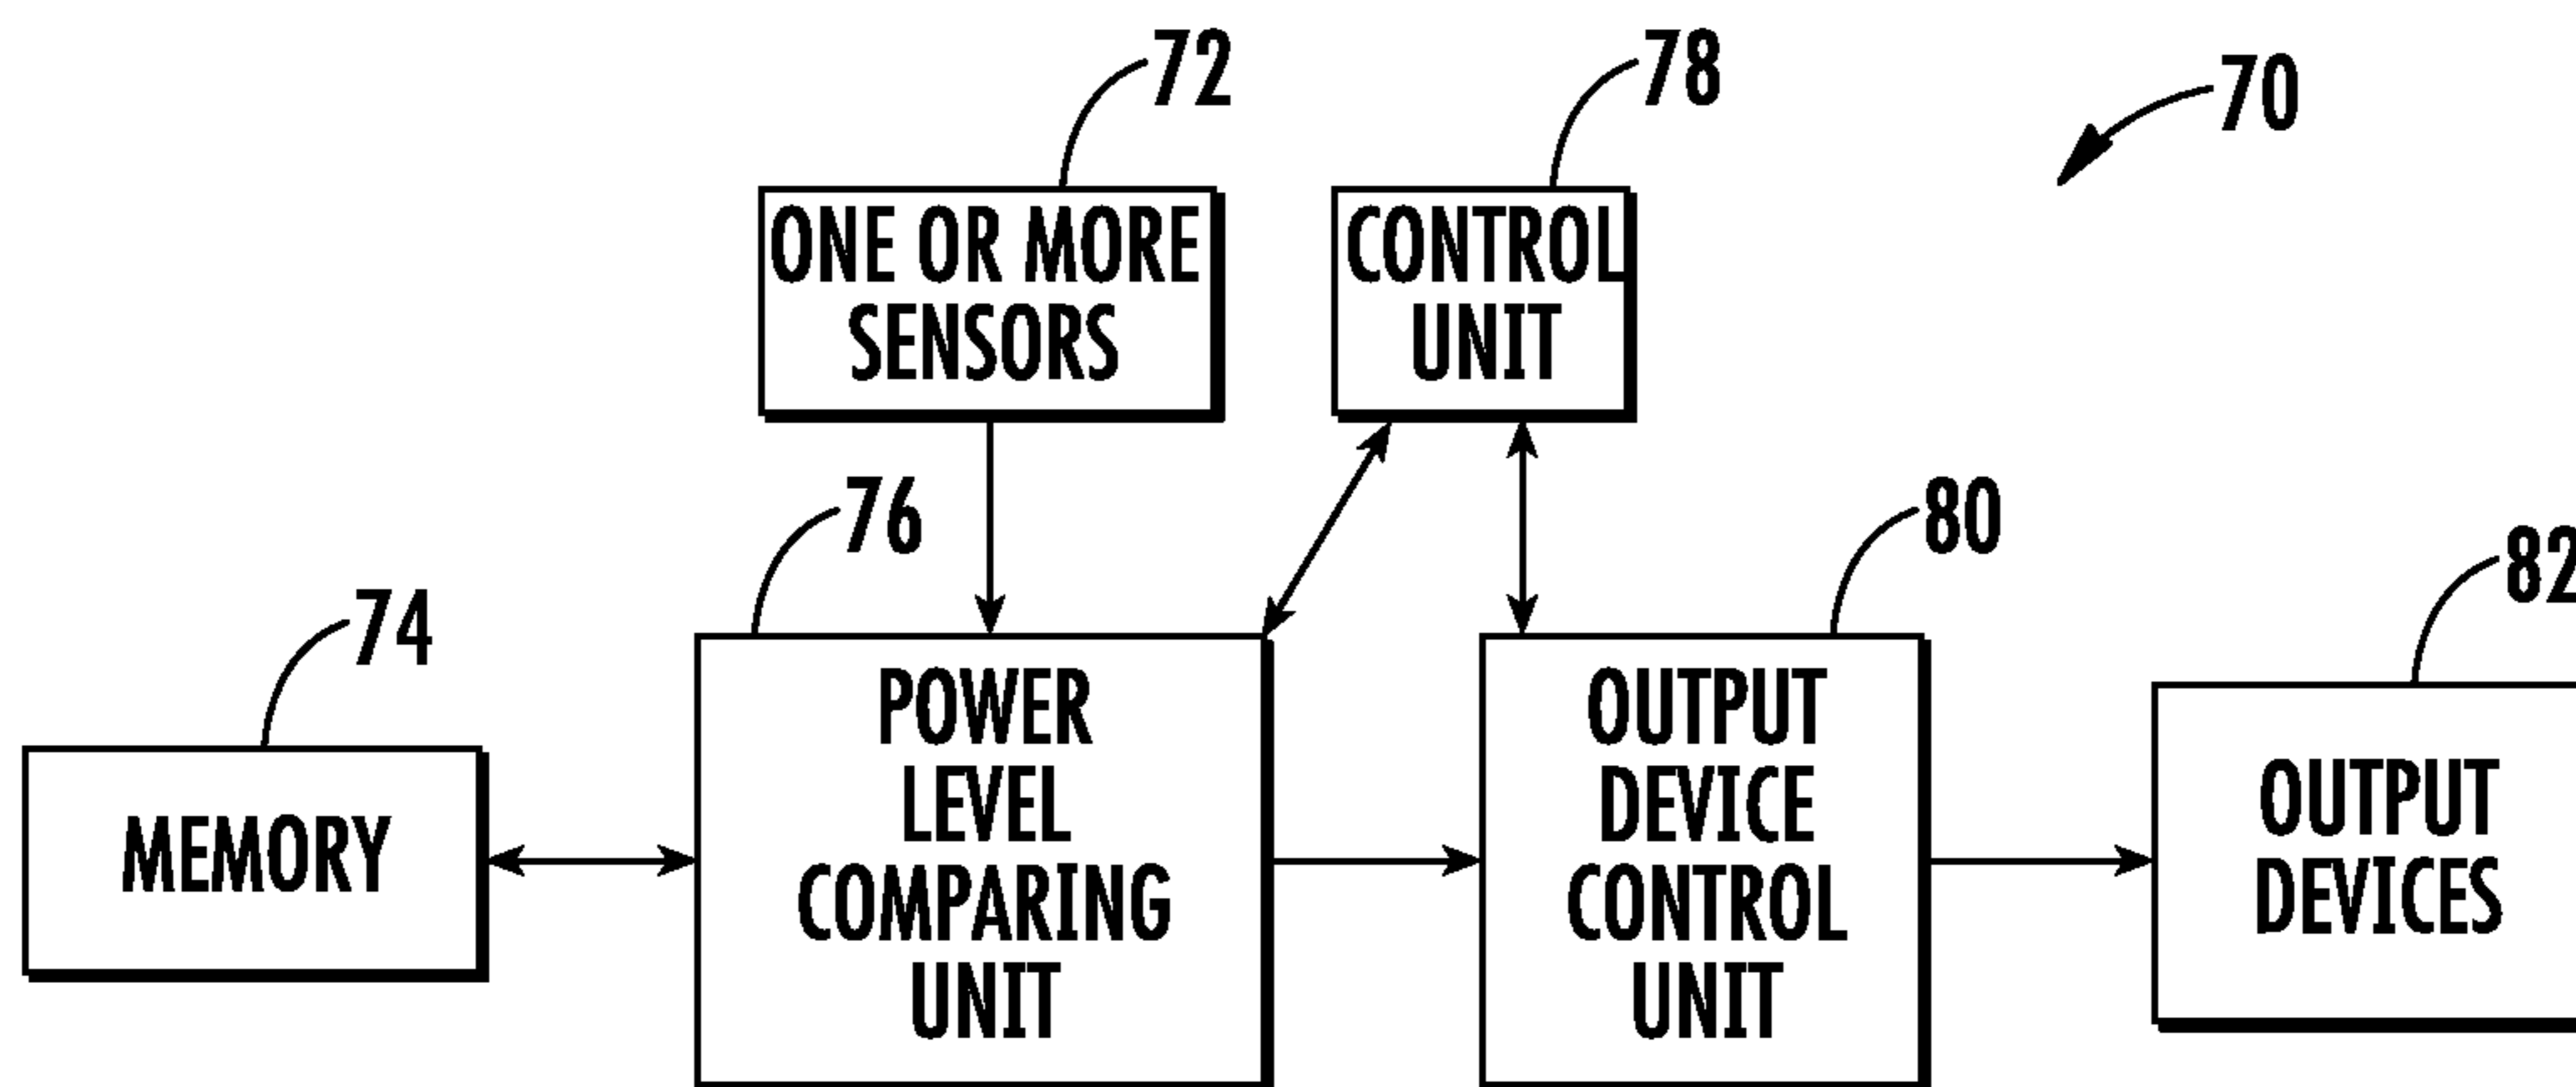 72
78
70
ONE OR MORE
SENSORS
CONTROL
UNIT
76
80
82
74
POWER
LEVEL
COMPARING
UNIT
OUTPUT
DEVICE
CONTROL
UNIT
OUTPUT
DEVICES
MEMORY